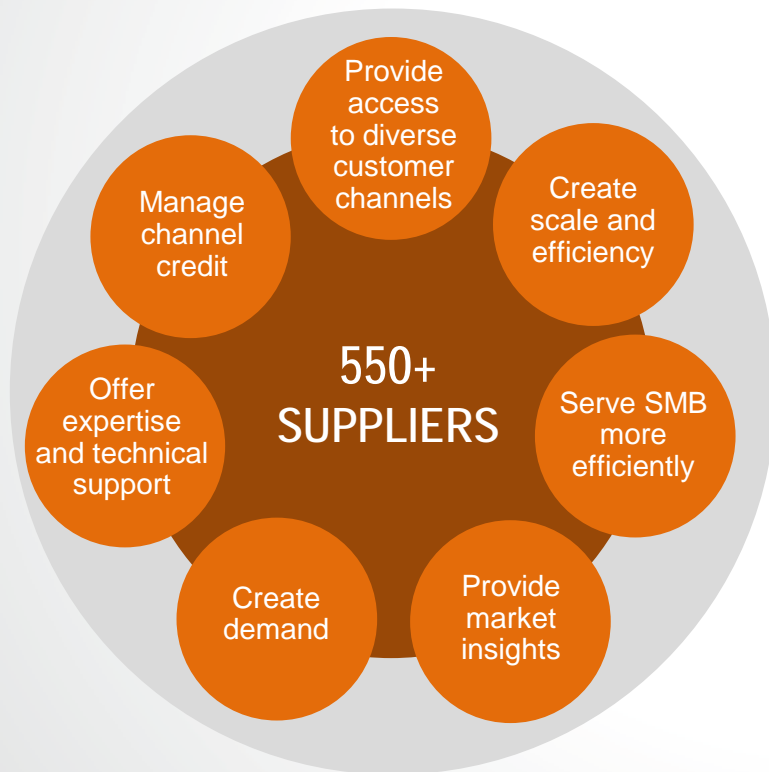 Provide
access
to diverse
customer
channels
Create
scale and
efficiency
Serve SMB
more
efficiently
Provide
market
insights
Create
demand
Offer
expertise
and technical
support
Manage
channel
credit
550+
SUPPLIERS